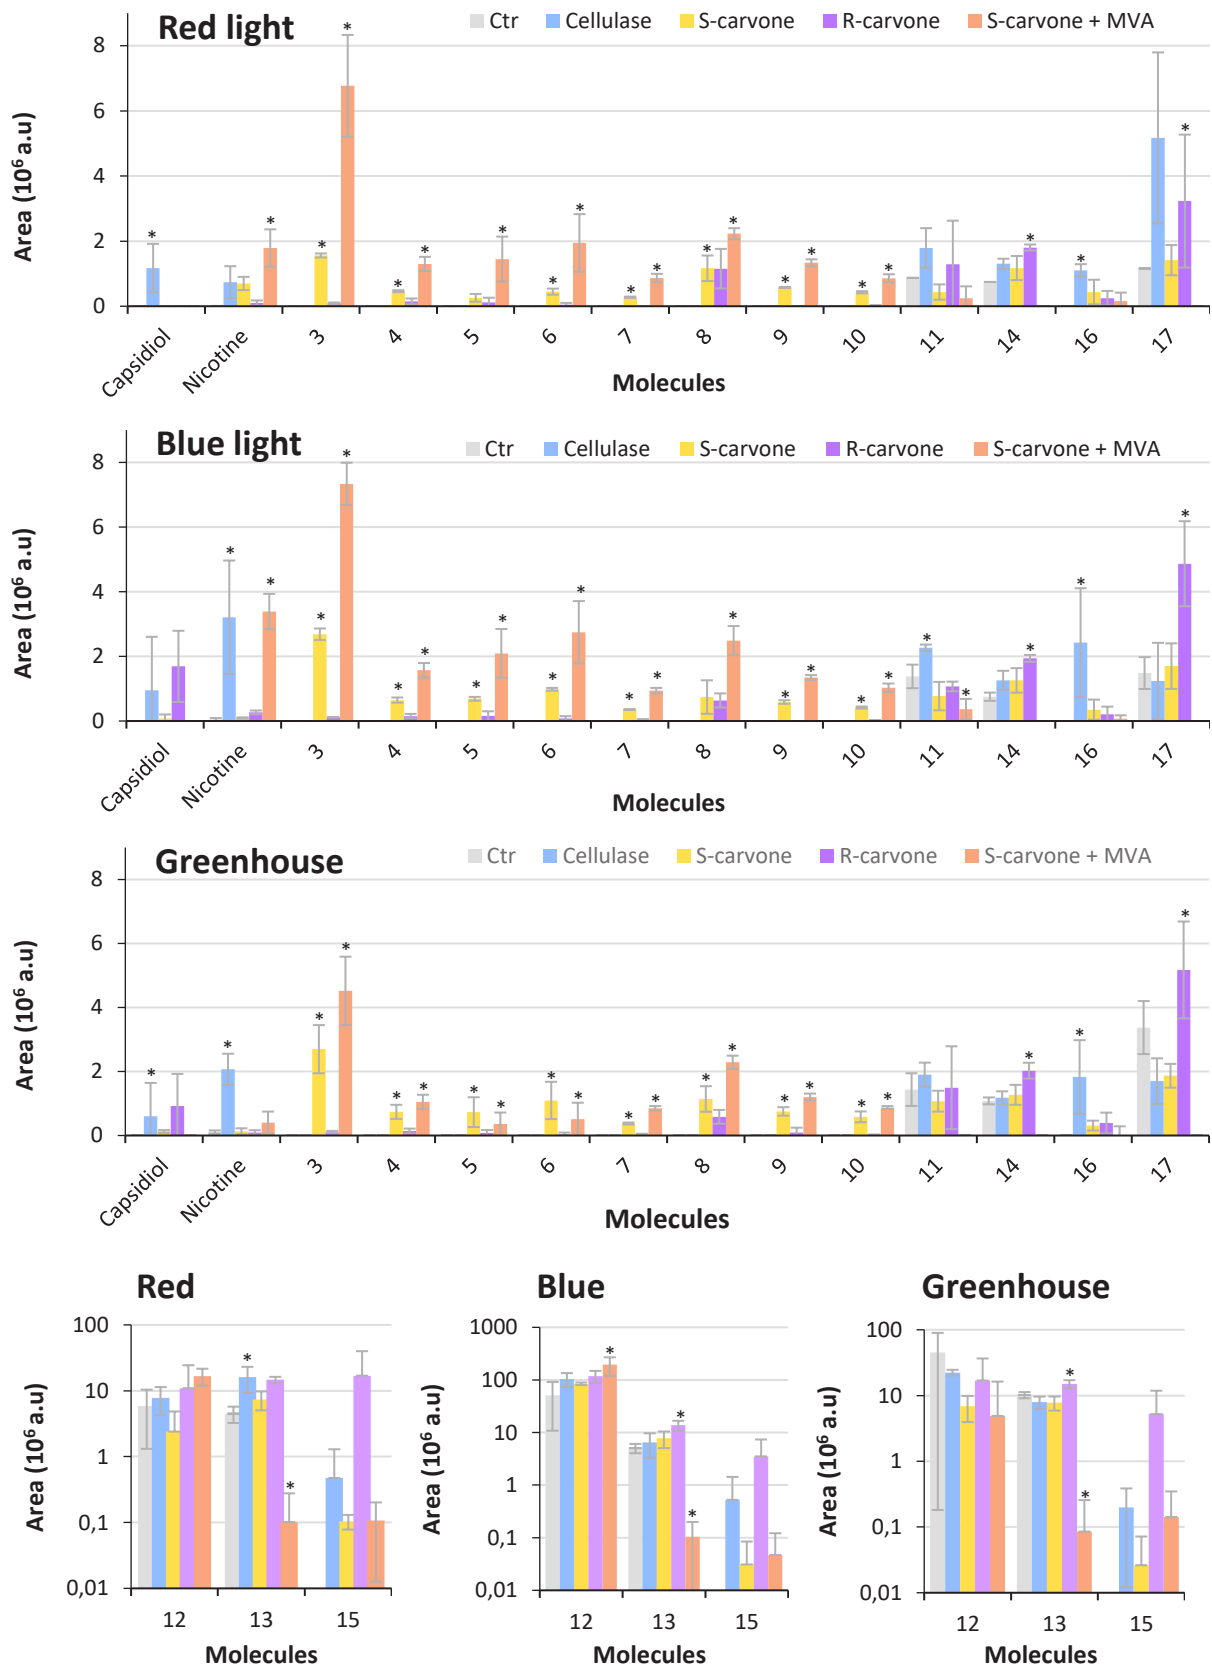 Red light
Ctr Cellulase S-carvone R-carvone S-carvone + MVA
Area (10⁶ a.u)
8
6
4
2
0
* * * * * * * * * * * * * * * * * * * *
Capsidiol Nicotine 3 4 5 6 7 8 9 10 11 14 16 17
Molecules
Blue light
Ctr Cellulase S-carvone R-carvone S-carvone + MVA
Area (10⁶ a.u)
8
6
4
2
0
* * * * * * * * * * * * * * * * * * * * * *
Capsidiol Nicotine 3 4 5 6 7 8 9 10 11 14 16 17
Molecules
Greenhouse
Ctr Cellulase S-carvone R-carvone S-carvone + MVA
Area (10⁶ a.u)
8
6
4
2
0
* * * * * * * * * * * * * * * * * * * * *
Capsidiol Nicotine 3 4 5 6 7 8 9 10 11 14 16 17
Molecules
Red
Area (10⁶ a.u)
100
10
1
0,1
0,01
* *
12 13 15
Molecules
Blue
Area (10⁶ a.u)
1000
100
10
1
0,1
0,01
* * *
12 13 15
Molecules
Greenhouse
Area (10⁶ a.u)
100
10
1
0,1
0,01
* *
12 13 15
Molecules